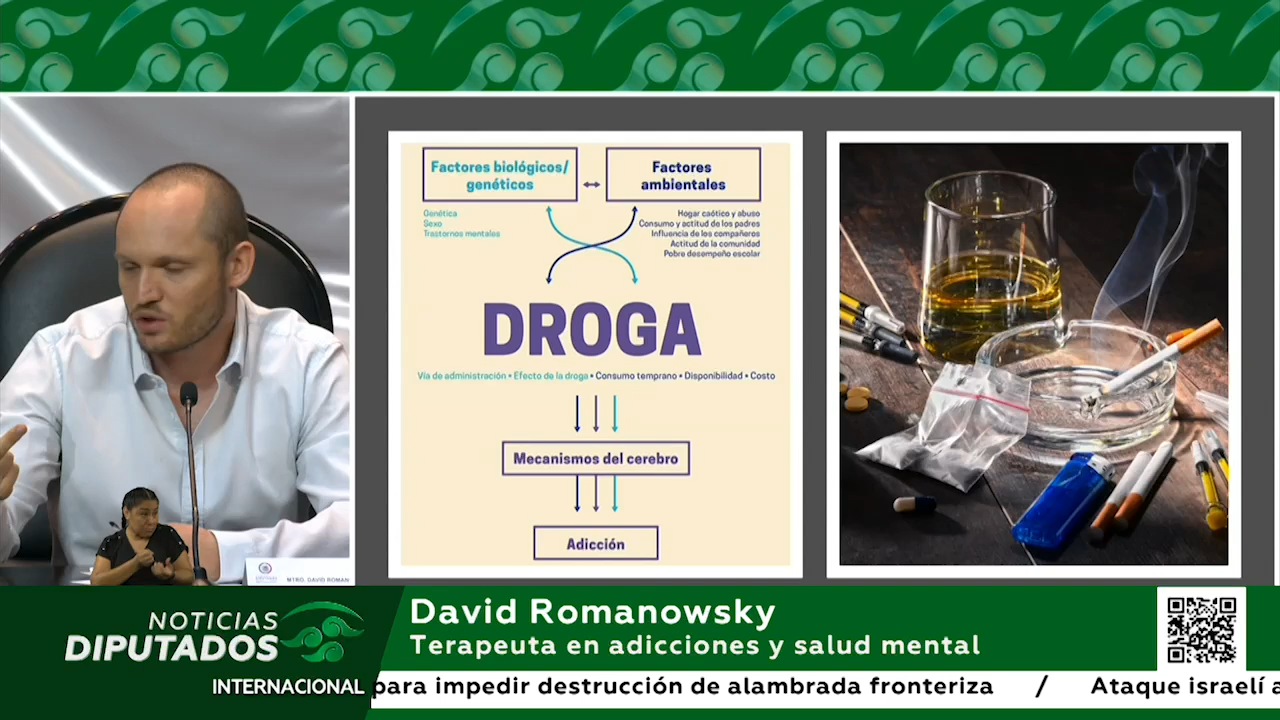 Factores biológicos/
genéticos
Factores
ambientales
Genética
Sexo
Trastornos mentales
Hogar caótico y abuso
Consumo y actitud de los padres
Influencia de los compañeros
Actitud de la comunidad
Pobre desempeño escolar
DROGA
Vía de administración • Efecto de la droga • Consumo temprano • Disponibilidad • Costo
Mecanismos del cerebro
Adicción
MTRO. DAVID ROMAN
NOTICIAS
DIPUTADOS
David Romanowsky
Terapeuta en adicciones y salud mental
INTERNACIONAL
para impedir destrucción de alambrada fronteriza / Ataque israelí a